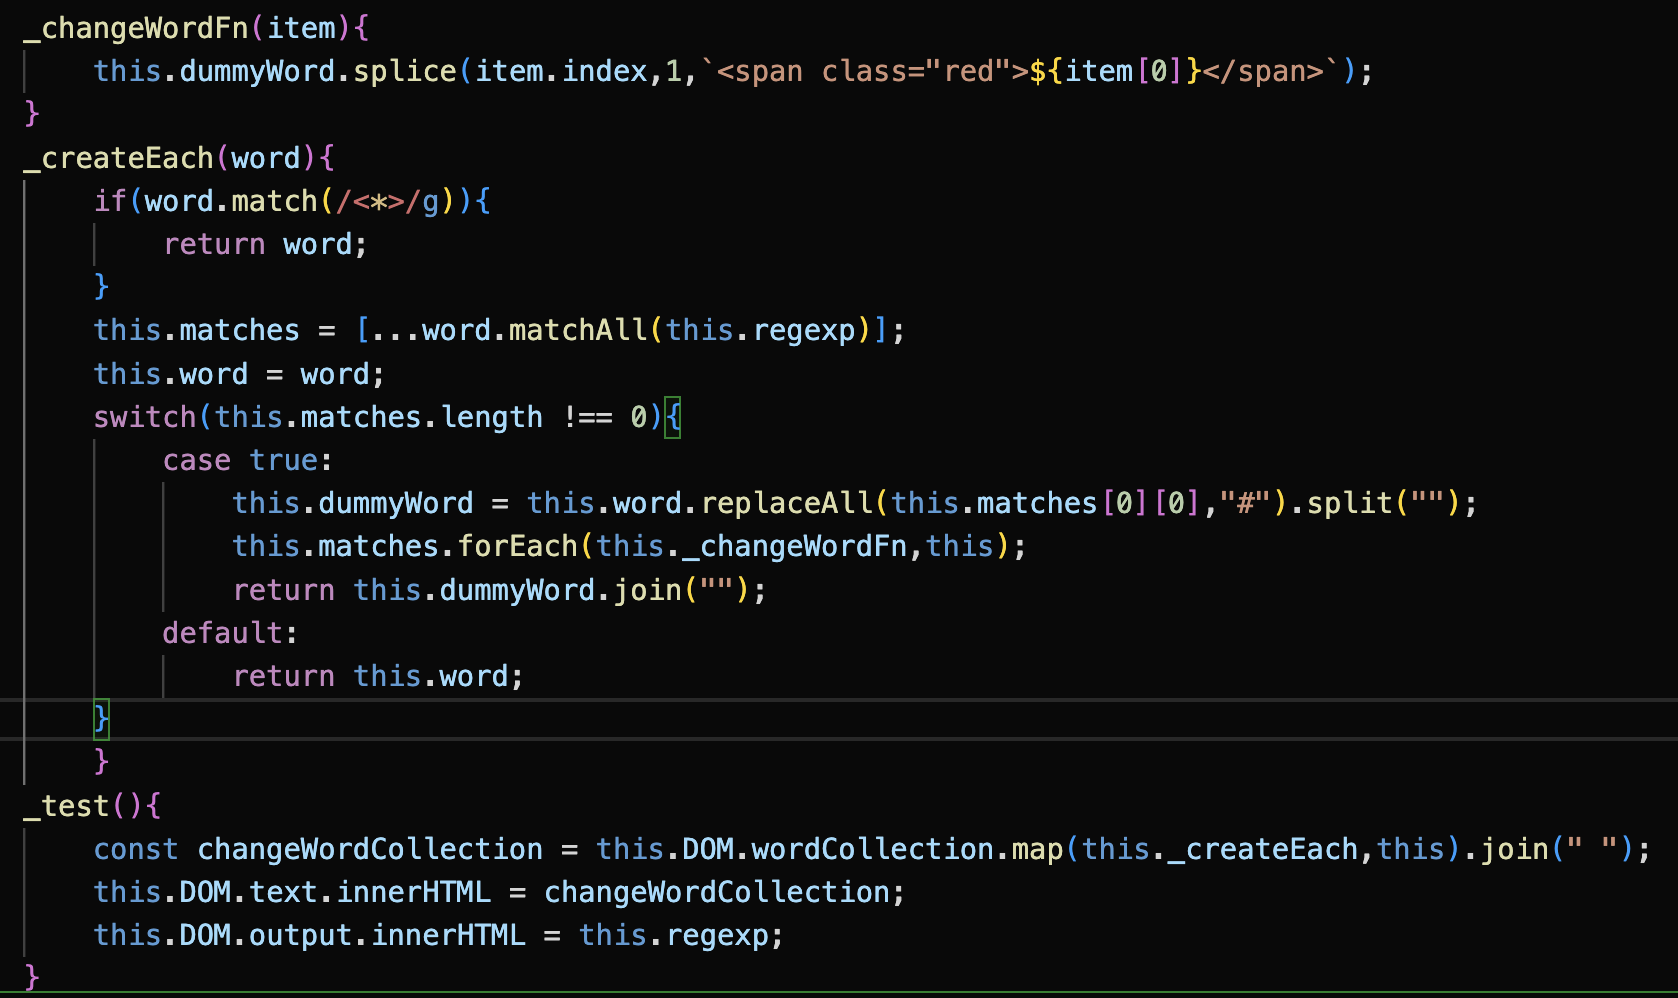 _changeWordFn(item){
    this.dummyWord.splice(item.index,1,`<span class="red">${item[0]}</span>`);
}
_createEach(word){
    if(word.match(/<*>/g)){
        return word;
    }
    this.matches = [...word.matchAll(this.regexp)];
    this.word = word;
    switch(this.matches.length !== 0){
        case true:
            this.dummyWord = this.word.replaceAll(this.matches[0][0],"#").split("");
            this.matches.forEach(this._changeWordFn,this);
            return this.dummyWord.join("");
        default:
            return this.word;
    }
    }
_test(){
    const changeWordCollection = this.DOM.wordCollection.map(this._createEach,this).join(" ");
    this.DOM.text.innerHTML = changeWordCollection;
    this.DOM.output.innerHTML = this.regexp;
}